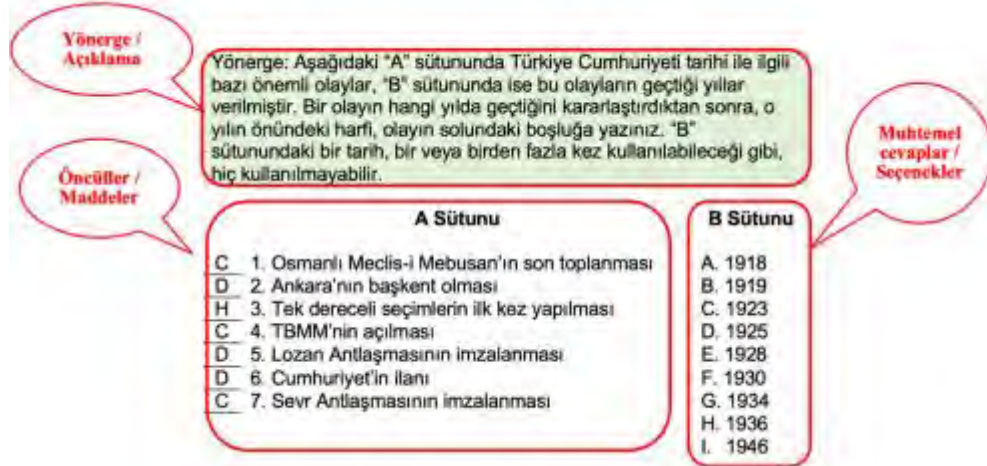 Yönerge /
Açıklama
Yönerge: Aşağıdaki "A" sütununda Türkiye Cumhuriyeti tarihi ile ilgili
bazı önemli olaylar, "B" sütununda ise bu olayların geçtiği yıllar
verilmiştir. Bir olayın hangi yılda geçtiğini kararlaştırdıktan sonra, o
yılın önündeki harfi, olayın solundaki boşluğa yazınız. "B"
sütunundaki bir tarih, bir veya birden fazla kez kullanılabileceği gibi,
hiç kullanılmayabilir.
Muhtemel
cevaplar /
Seçenekler
Öncüller /
Maddeler
A Sütunu
C 1. Osmanlı Meclis-i Mebusan'ın son toplanması
D 2. Ankara'nın başkent olması
H 3. Tek dereceli seçimlerin ilk kez yapılması
C 4. TBMM'nin açılması
D 5. Lozan Antlaşmasının imzalanması
D 6. Cumhuriyet'in ilanı
C 7. Sevr Antlaşmasının imzalanması
B Sütunu
A. 1918
B. 1919
C. 1923
D. 1925
E. 1928
F. 1930
G. 1934
H. 1936
I. 1946